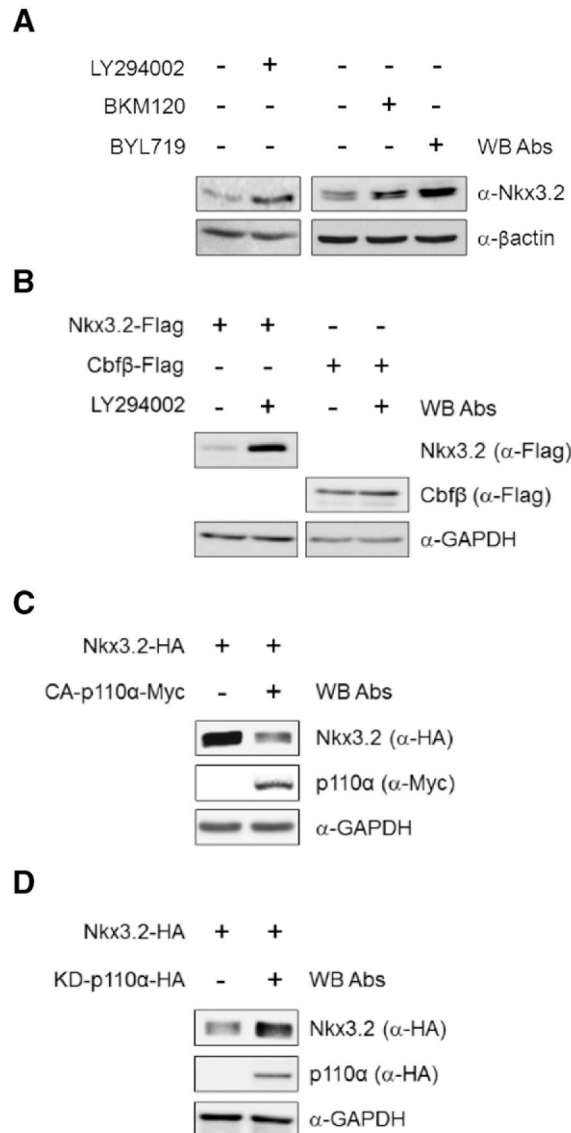 A
LY294002 - + - - -
BKM120 - - - + -
BYL719 - - - - + WB Abs
α-Nkx3.2
α-βactin
B
Nkx3.2-Flag + + - -
Cbfβ-Flag - - + +
LY294002 - + - + WB Abs
Nkx3.2 (α-Flag)
Cbfβ (α-Flag)
α-GAPDH
C
Nkx3.2-HA + +
CA-p110α-Myc - + WB Abs
Nkx3.2 (α-HA)
p110α (α-Myc)
α-GAPDH
D
Nkx3.2-HA + +
KD-p110α-HA - + WB Abs
Nkx3.2 (α-HA)
p110α (α-HA)
α-GAPDH